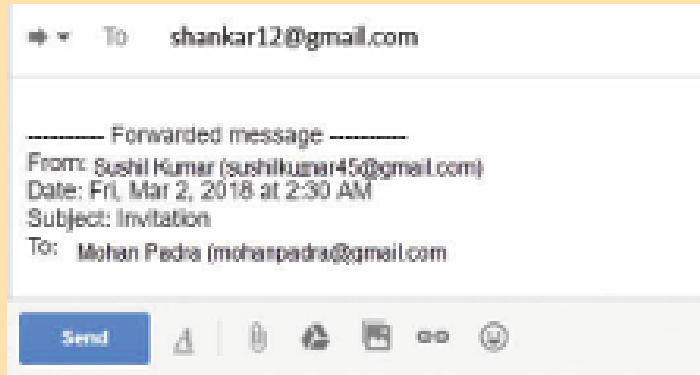 To shankar12@gmail.com
---------- Forwarded message ----------
From: Sushil Kumar (sushilkumar45@gmail.com)
Date: Fri, Mar 2, 2018 at 2:30 AM
Subject: Invitation
To: Mohan Padra (mohanpadra@gmail.com
Send